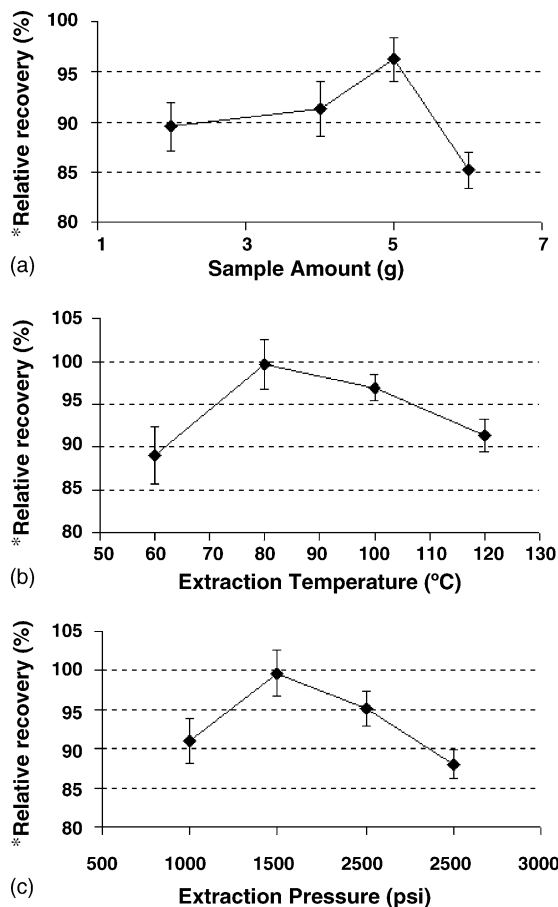 *Relative recovery (%)
100
95
90
85
80
1 3 5 7
Sample Amount (g)
(a)
*Relative recovery (%)
105
100
95
90
85
80
50 60 70 80 90 100 110 120 130
Extraction Temperature (ºC)
(b)
*Relative recovery (%)
105
100
95
90
85
80
500 1000 1500 2500 2500 3000
Extraction Pressure (psi)
(c)